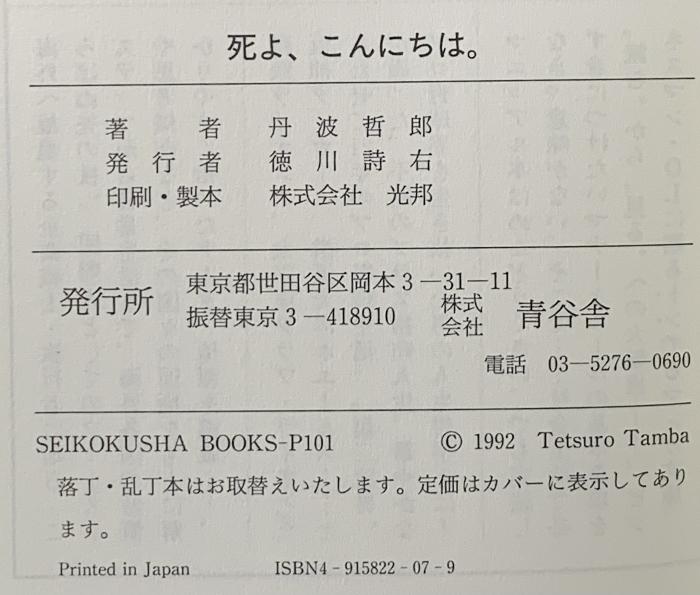 死よ、こんにちは。
著者 丹波哲郎
発行者 徳川詩右
印刷・製本 株式会社 光邦
発行所 東京都世田谷区岡本3―31―11
振替東京3―418910 株式会社 青谷舎
電話 03―5276―0690
SEIKOKUSHA BOOKS-P101 © 1992 Tetsuro Tamba
落丁・乱丁本はお取替えいたします。定価はカバーに表示してあり
ます。
Printed in Japan ISBN4-915822-07-9